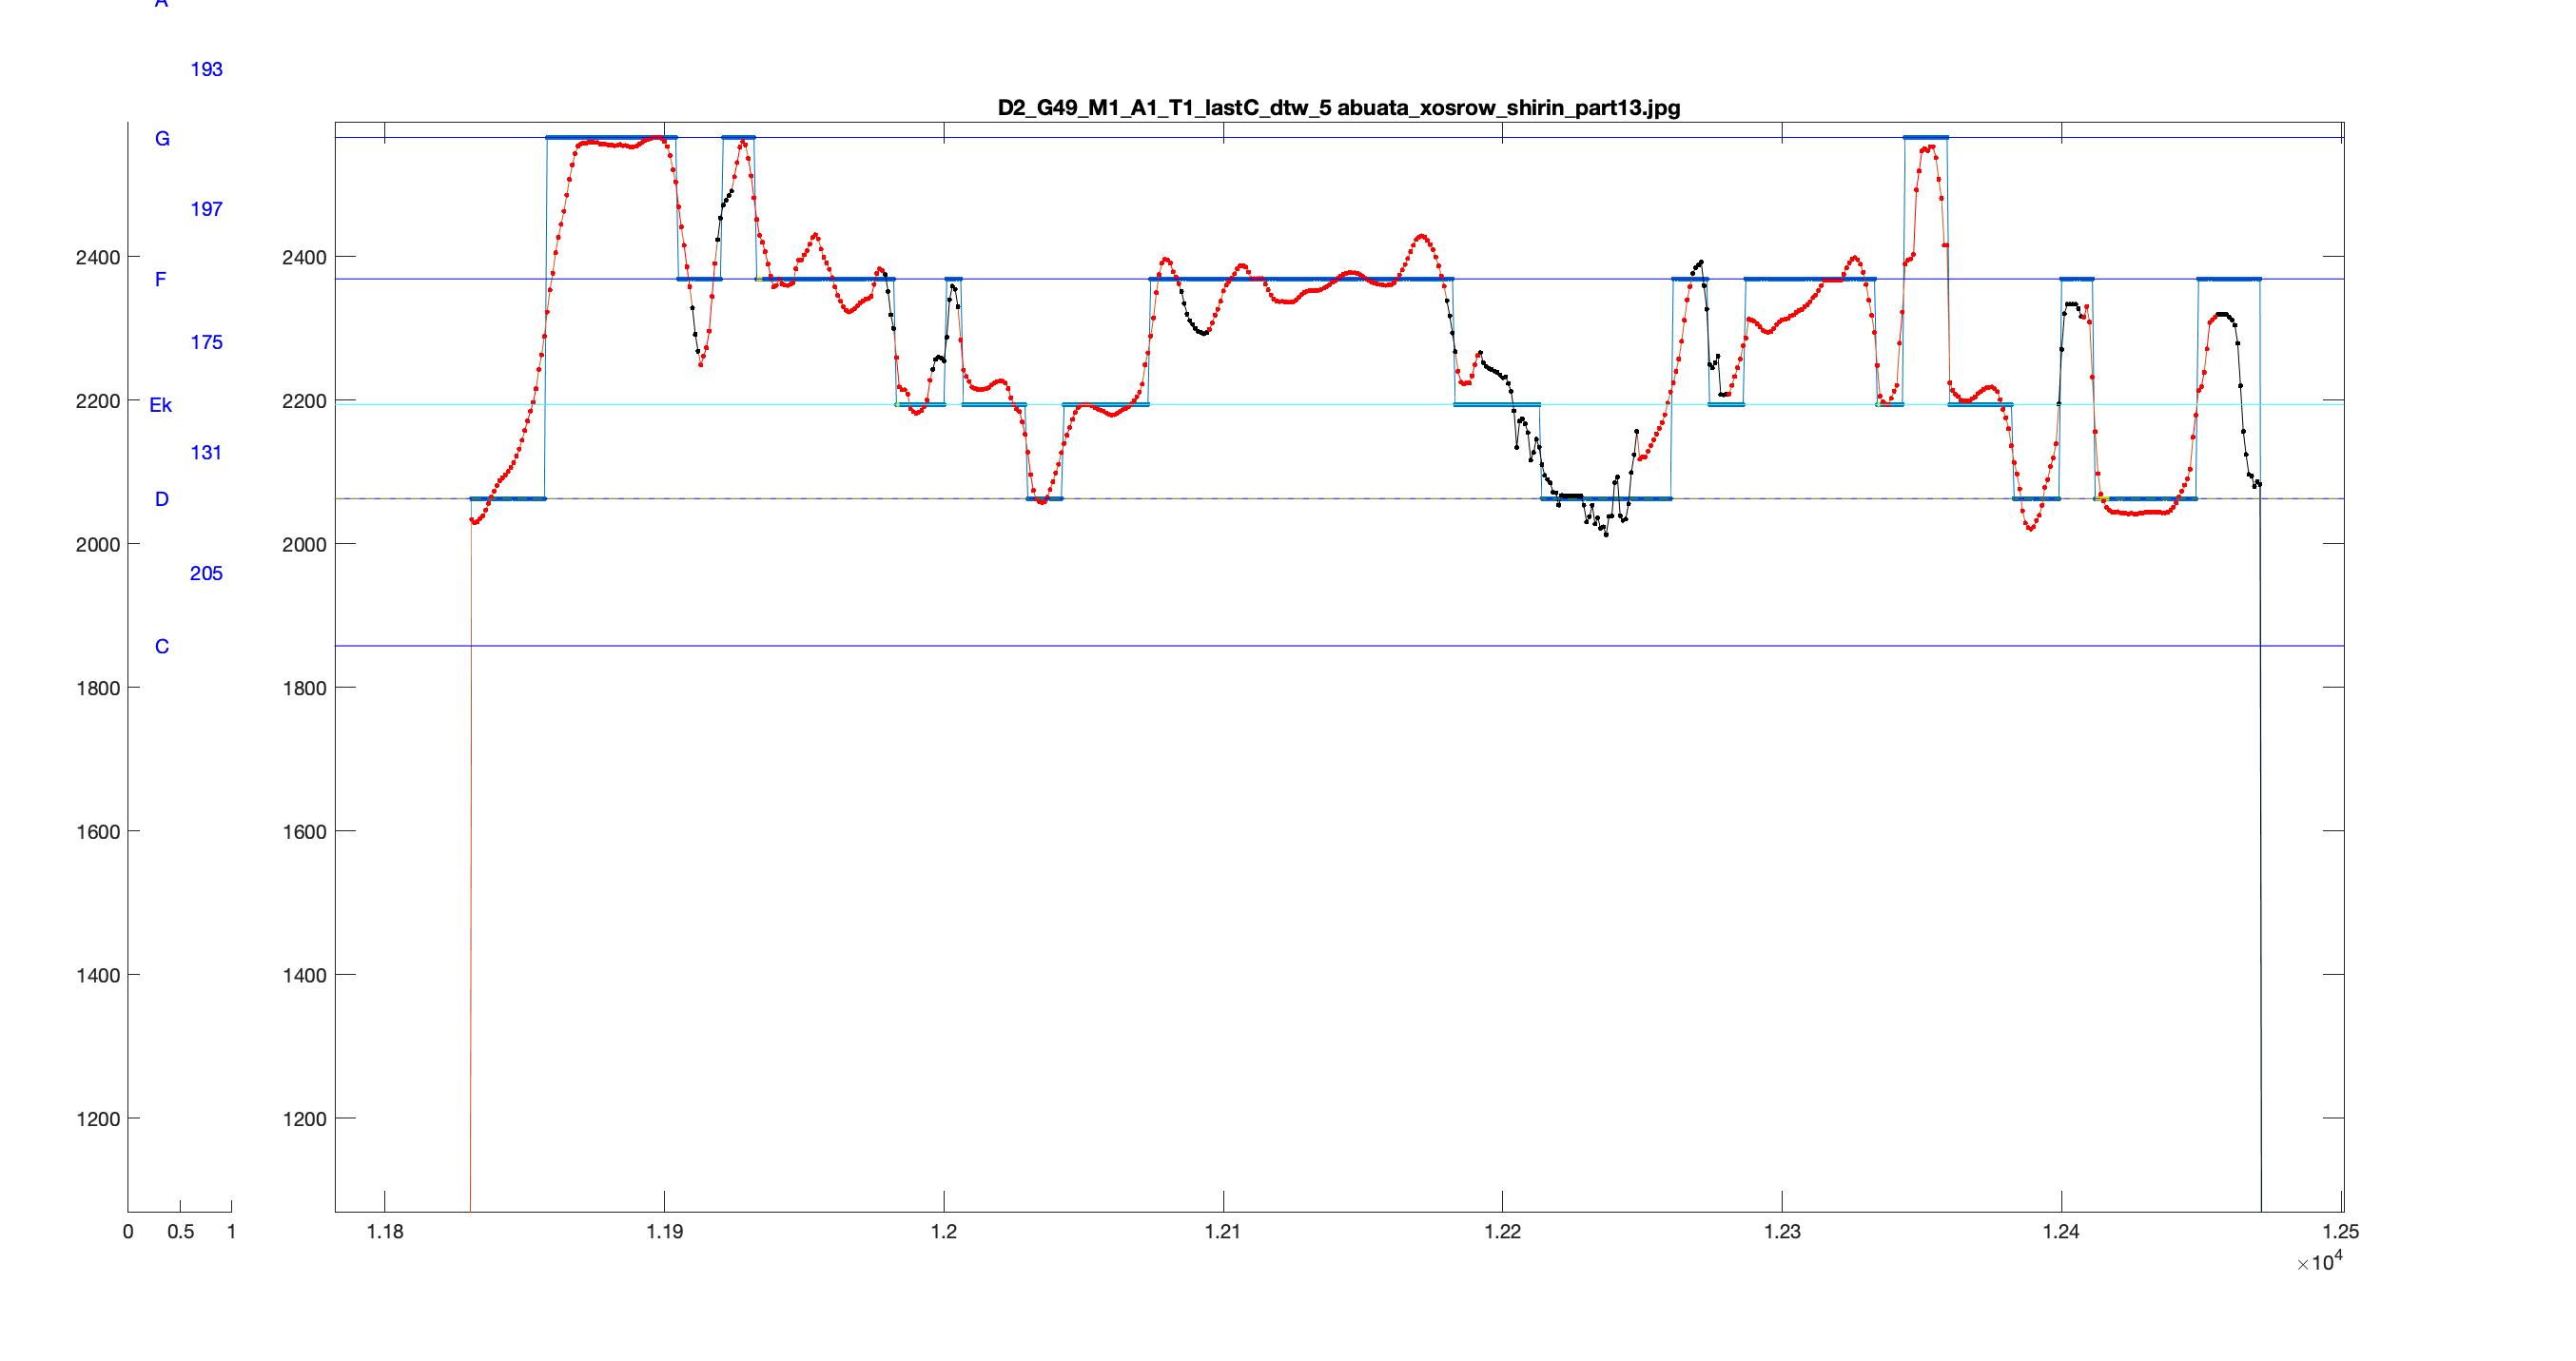 A
193
D2_G49_M1_A1_T1_lastC_dtw_5 abuata_xosrow_shirin_part13.jpg
G
197
2400 F 2400
175
2200 Ek 2200
131
D
2000 2000
205
C
1800 1800
1600 1600
1400 1400
1200 1200
0 0.5 1 1.18 1.19 1.2 1.21 1.22 1.23 1.24 1.25
×10⁴